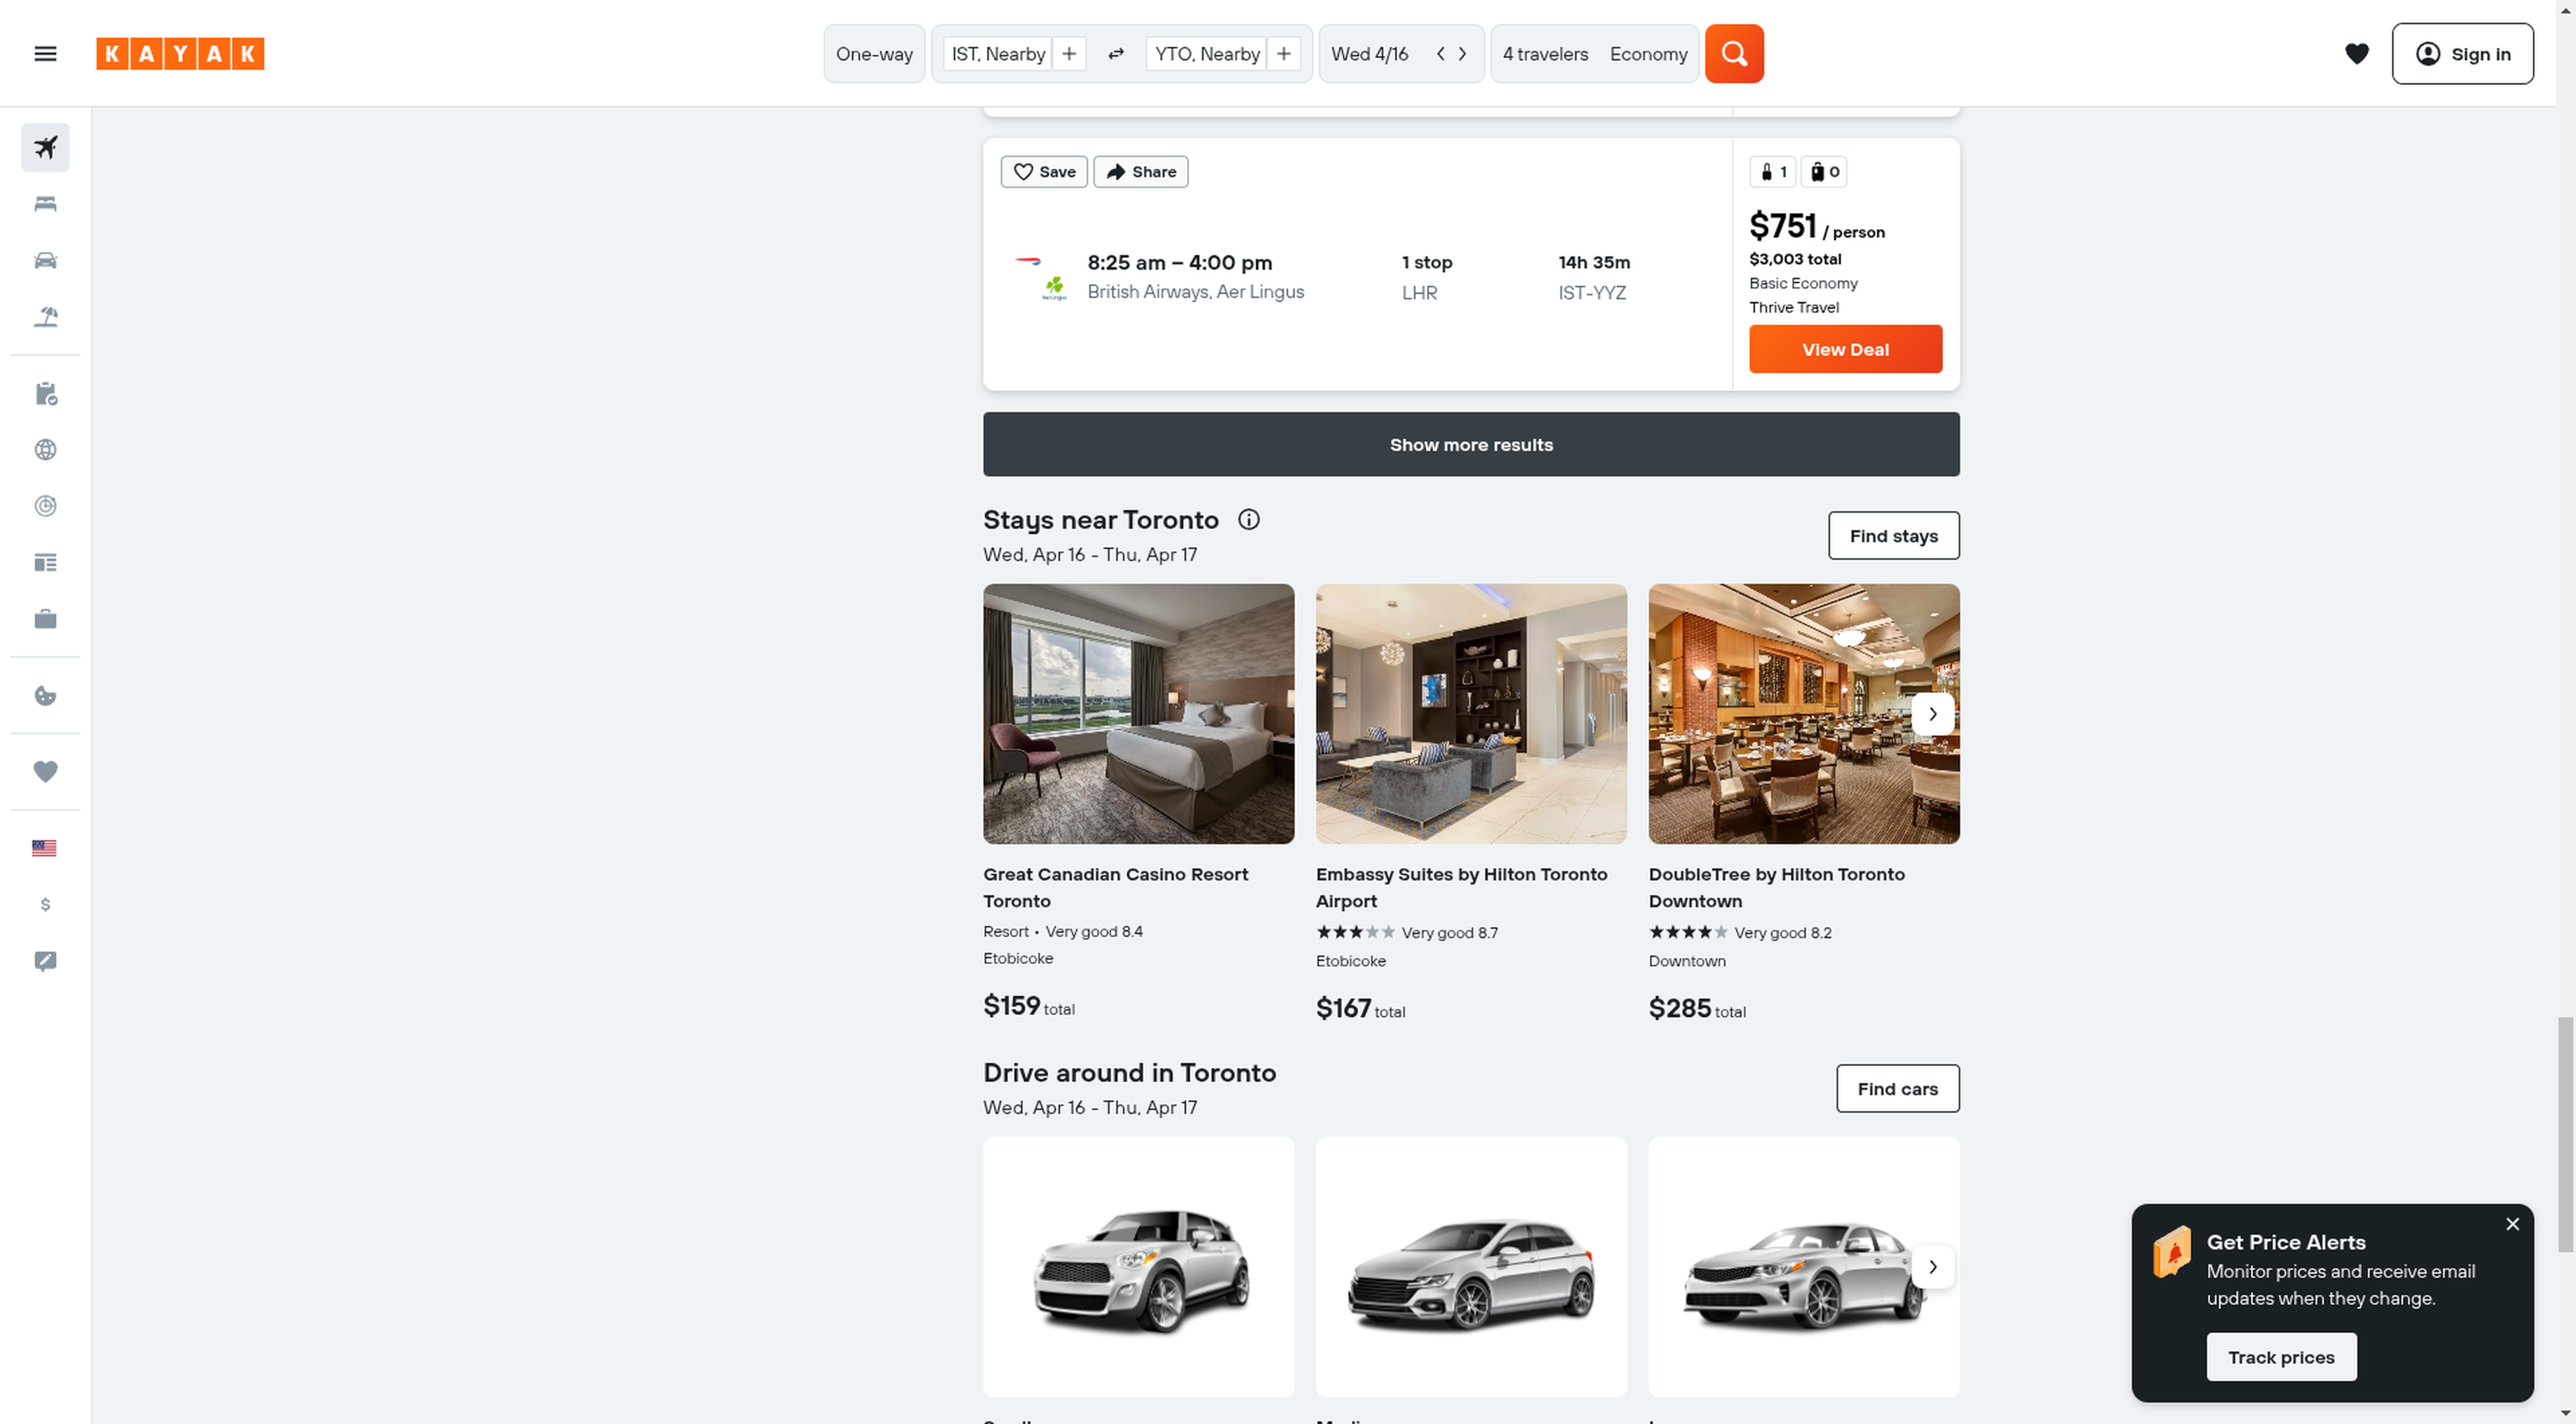 KAYAK
One-way
IST, Nearby
YTO, Nearby
Wed 4/16
4 travelers Economy
Sign in
Save
Share
1
0
8:25 am – 4:00 pm
British Airways, Aer Lingus
Aer Lingus
1 stop
LHR
14h 35m
IST-YYZ
$751 / person
$3,003 total
Basic Economy
Thrive Travel
View Deal
Show more results
Stays near Toronto
Wed, Apr 16 - Thu, Apr 17
Find stays
Great Canadian Casino Resort
Toronto
Resort • Very good 8.4
Etobicoke
$159 total
Embassy Suites by Hilton Toronto
Airport
Very good 8.7
Etobicoke
$167 total
DoubleTree by Hilton Toronto
Downtown
Very good 8.2
Downtown
$285 total
Drive around in Toronto
Wed, Apr 16 - Thu, Apr 17
Find cars
$
Get Price Alerts
Monitor prices and receive email
updates when they change.
Track prices